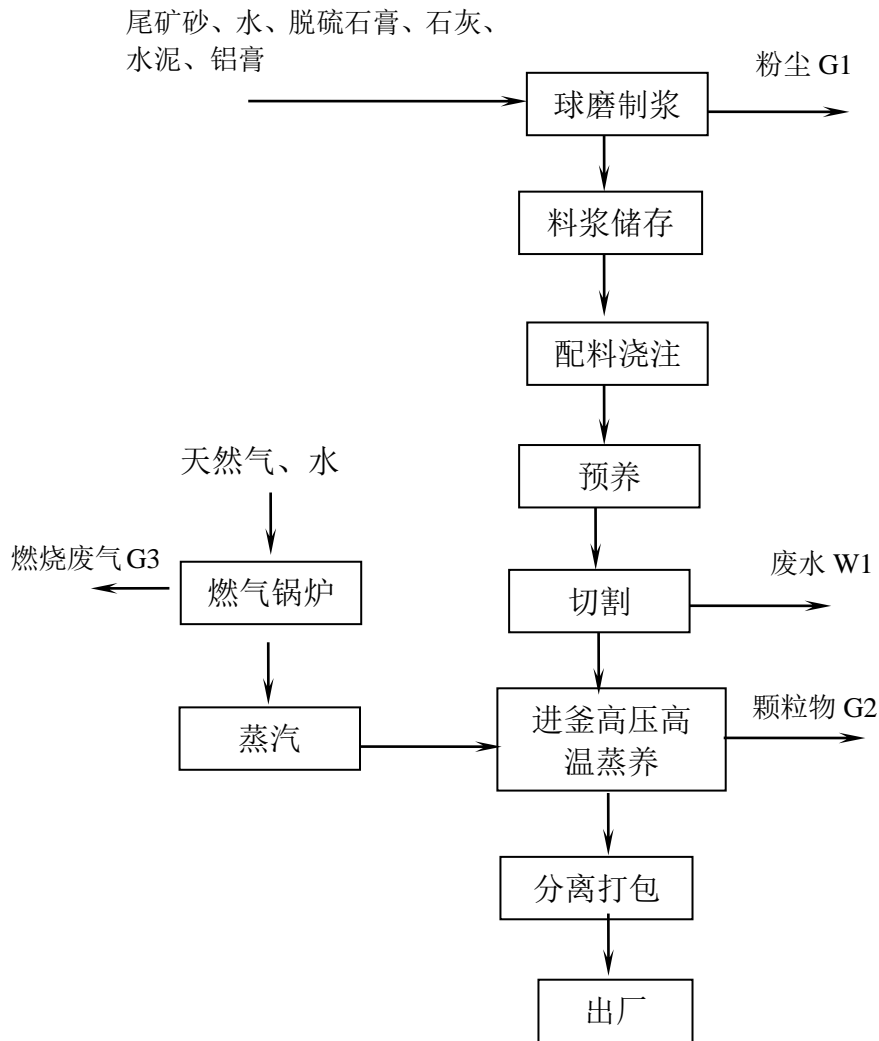 尾矿砂、水、脱硫石膏、石灰、
水泥、铝膏
粉尘 G1
球磨制浆
料浆储存
配料浇注
天然气、水
预养
燃烧废气 G3
燃气锅炉
废水 W1
切割
蒸汽
进釜高压高
温蒸养
颗粒物 G2
分离打包
出厂